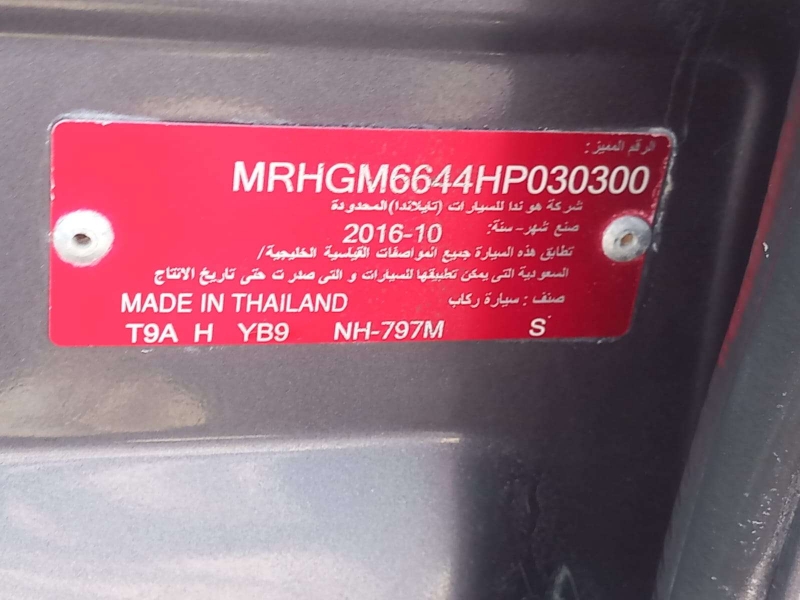 الرقم المميز :
MRHGM6644HP030300
شركة هوندا للسيارات (تايلاندا) المحدودة
صنع شهر- سنة: 2016-10
تطابق هذه السيارة جميع المواصفات القياسية الخليجية/
السعودية التى يمكن تطبيقها للسيارات و التى صدرت حتى تاريخ الانتاج
صنف : سيارة ركاب MADE IN THAILAND
T9A H YB9 NH-797M S